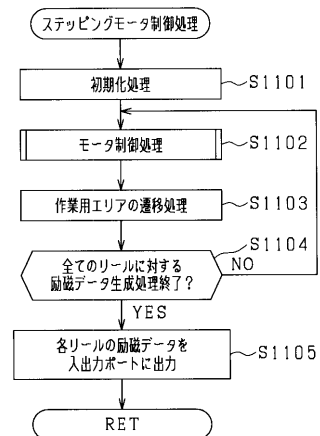 ステッピングモータ制御処理
初期化処理
S1101
モータ制御処理
S1102
作業用エリアの遷移処理
S1103
全てのリールに対する
励磁データ生成処理終了?
S1104
NO
YES
各リールの励磁データを
入出力ポートに出力
S1105
RET